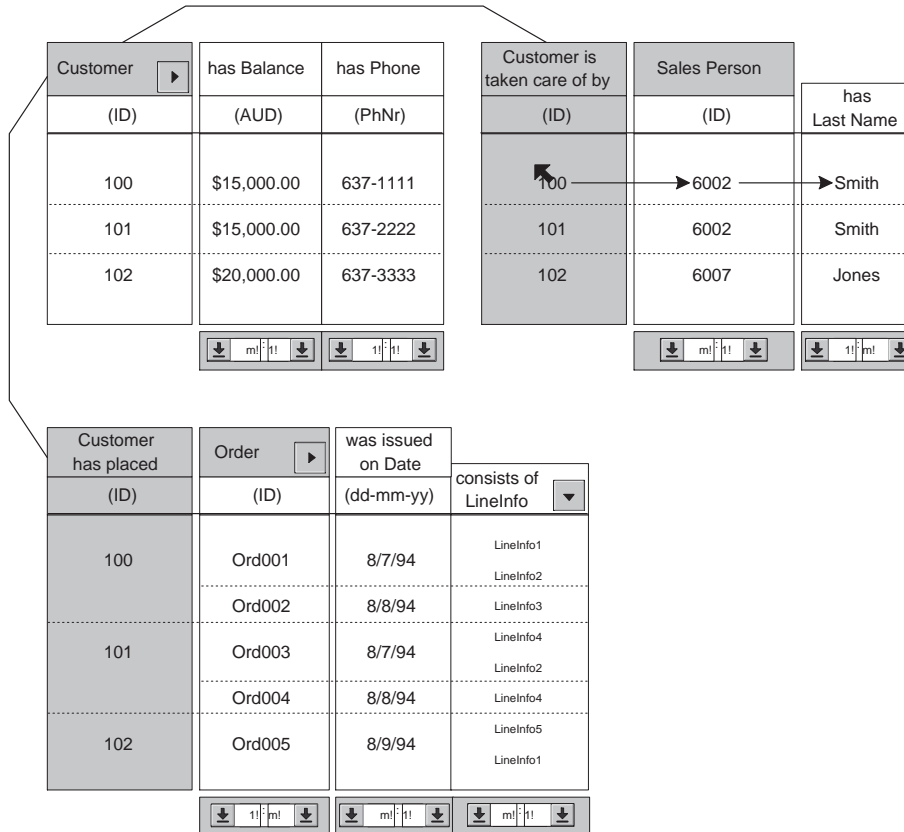 Customer has Balance has Phone
(ID) (AUD) (PhNr)
100 $15,000.00 637-1111
101 $15,000.00 637-2222
102 $20,000.00 637-3333
m! : 1! 1! : 1!
Customer is
taken care of by
Sales Person
has
Last Name
(ID) (ID)
100 6002 Smith
101 6002 Smith
102 6007 Jones
m! : 1! 1! : m!
Customer
has placed
Order
was issued
on Date
consists of
LineInfo
(ID) (ID) (dd-mm-yy)
100 Ord001 8/7/94 LineInfo1
LineInfo2
Ord002 8/8/94 LineInfo3
101 Ord003 8/7/94 LineInfo4
LineInfo2
Ord004 8/8/94 LineInfo4
102 Ord005 8/9/94 LineInfo5
LineInfo1
1! : m! m! : 1! m! : 1!